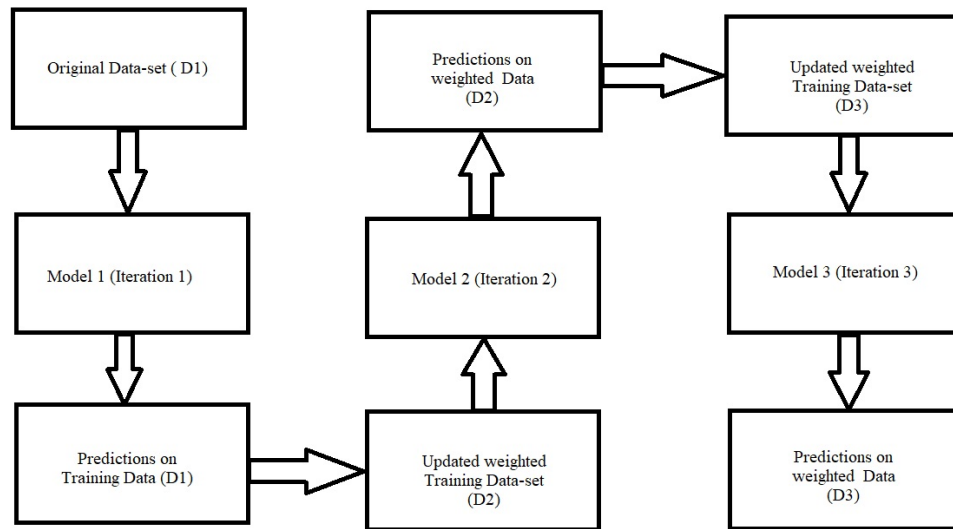 Original Data-set ( D1)
Model 1 (Iteration 1)
Predictions on
Training Data (D1)
Updated weighted
Training Data-set
(D2)
Model 2 (Iteration 2)
Predictions on
weighted  Data
(D2)
Updated weighted
Training Data-set
(D3)
Model 3 (Iteration 3)
Predictions on
weighted  Data
(D3)